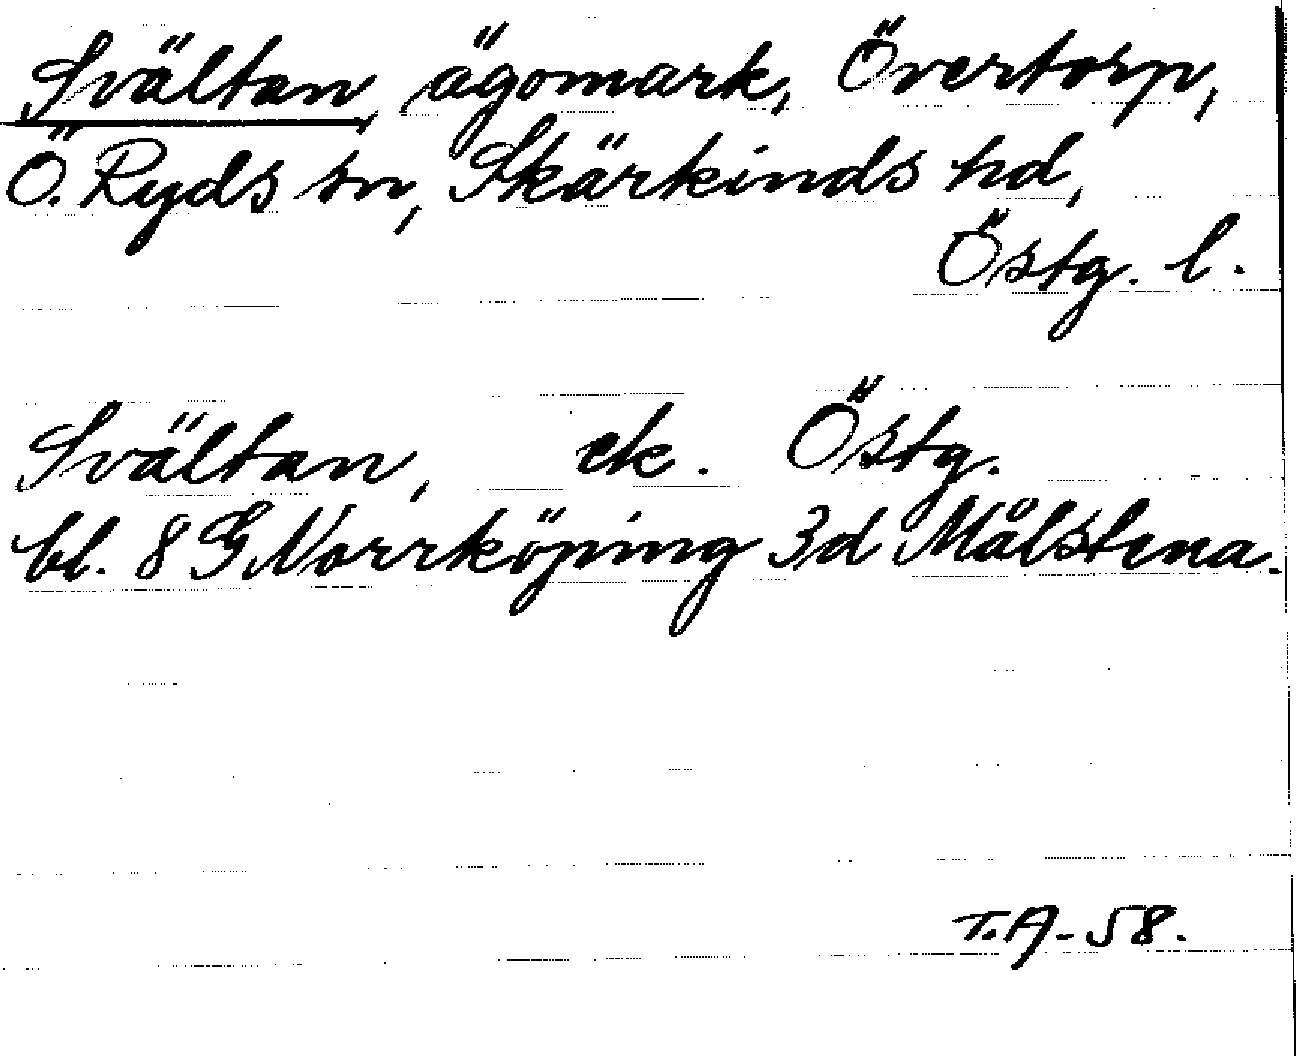 Svältan, ägomark, Övertorp,
Ö. Ryds sn, Skärkinds hd,
Östg. l.
Svältan, ek. Östg.
bl. 8 G Norrköping 3d Målstena.
T.A-58.